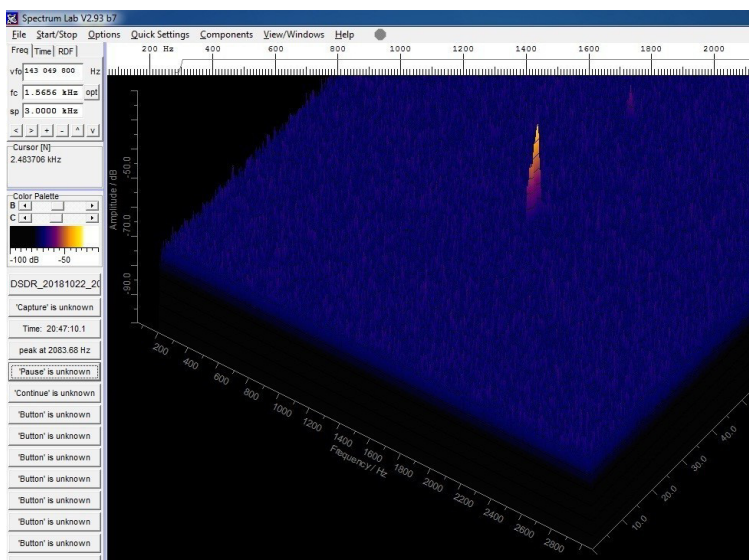 Spectrum Lab V2.93 b7
File Start/Stop Options Quick Settings Components View/Windows Help
Freq Time RDF
200 Hz 400 600 800 1000 1200 1400 1600 1800 2000
vfo 143 049 800 Hz
fc 1.5656 kHz opt
sp 3.0000 kHz
< > + - ^ v
Cursor [N]
2.483706 kHz
Color Palette
B
C
-100 dB -50
DSDR_20181022_20
'Capture' is unknown
Time: 20:47:10.1
peak at 2083.68 Hz
'Pause' is unknown
'Continue' is unknown
'Button' is unknown
'Button' is unknown
'Button' is unknown
'Button' is unknown
'Button' is unknown
'Button' is unknown
'Button' is unknown
Amplitude / dB
-50.0
-70.0
-90.0
200 400 600 800 1000 1200 1400 1600 1800 2000 2200 2400 2600 2800
Frequency / Hz
10.0 20.0 30.0 40.0